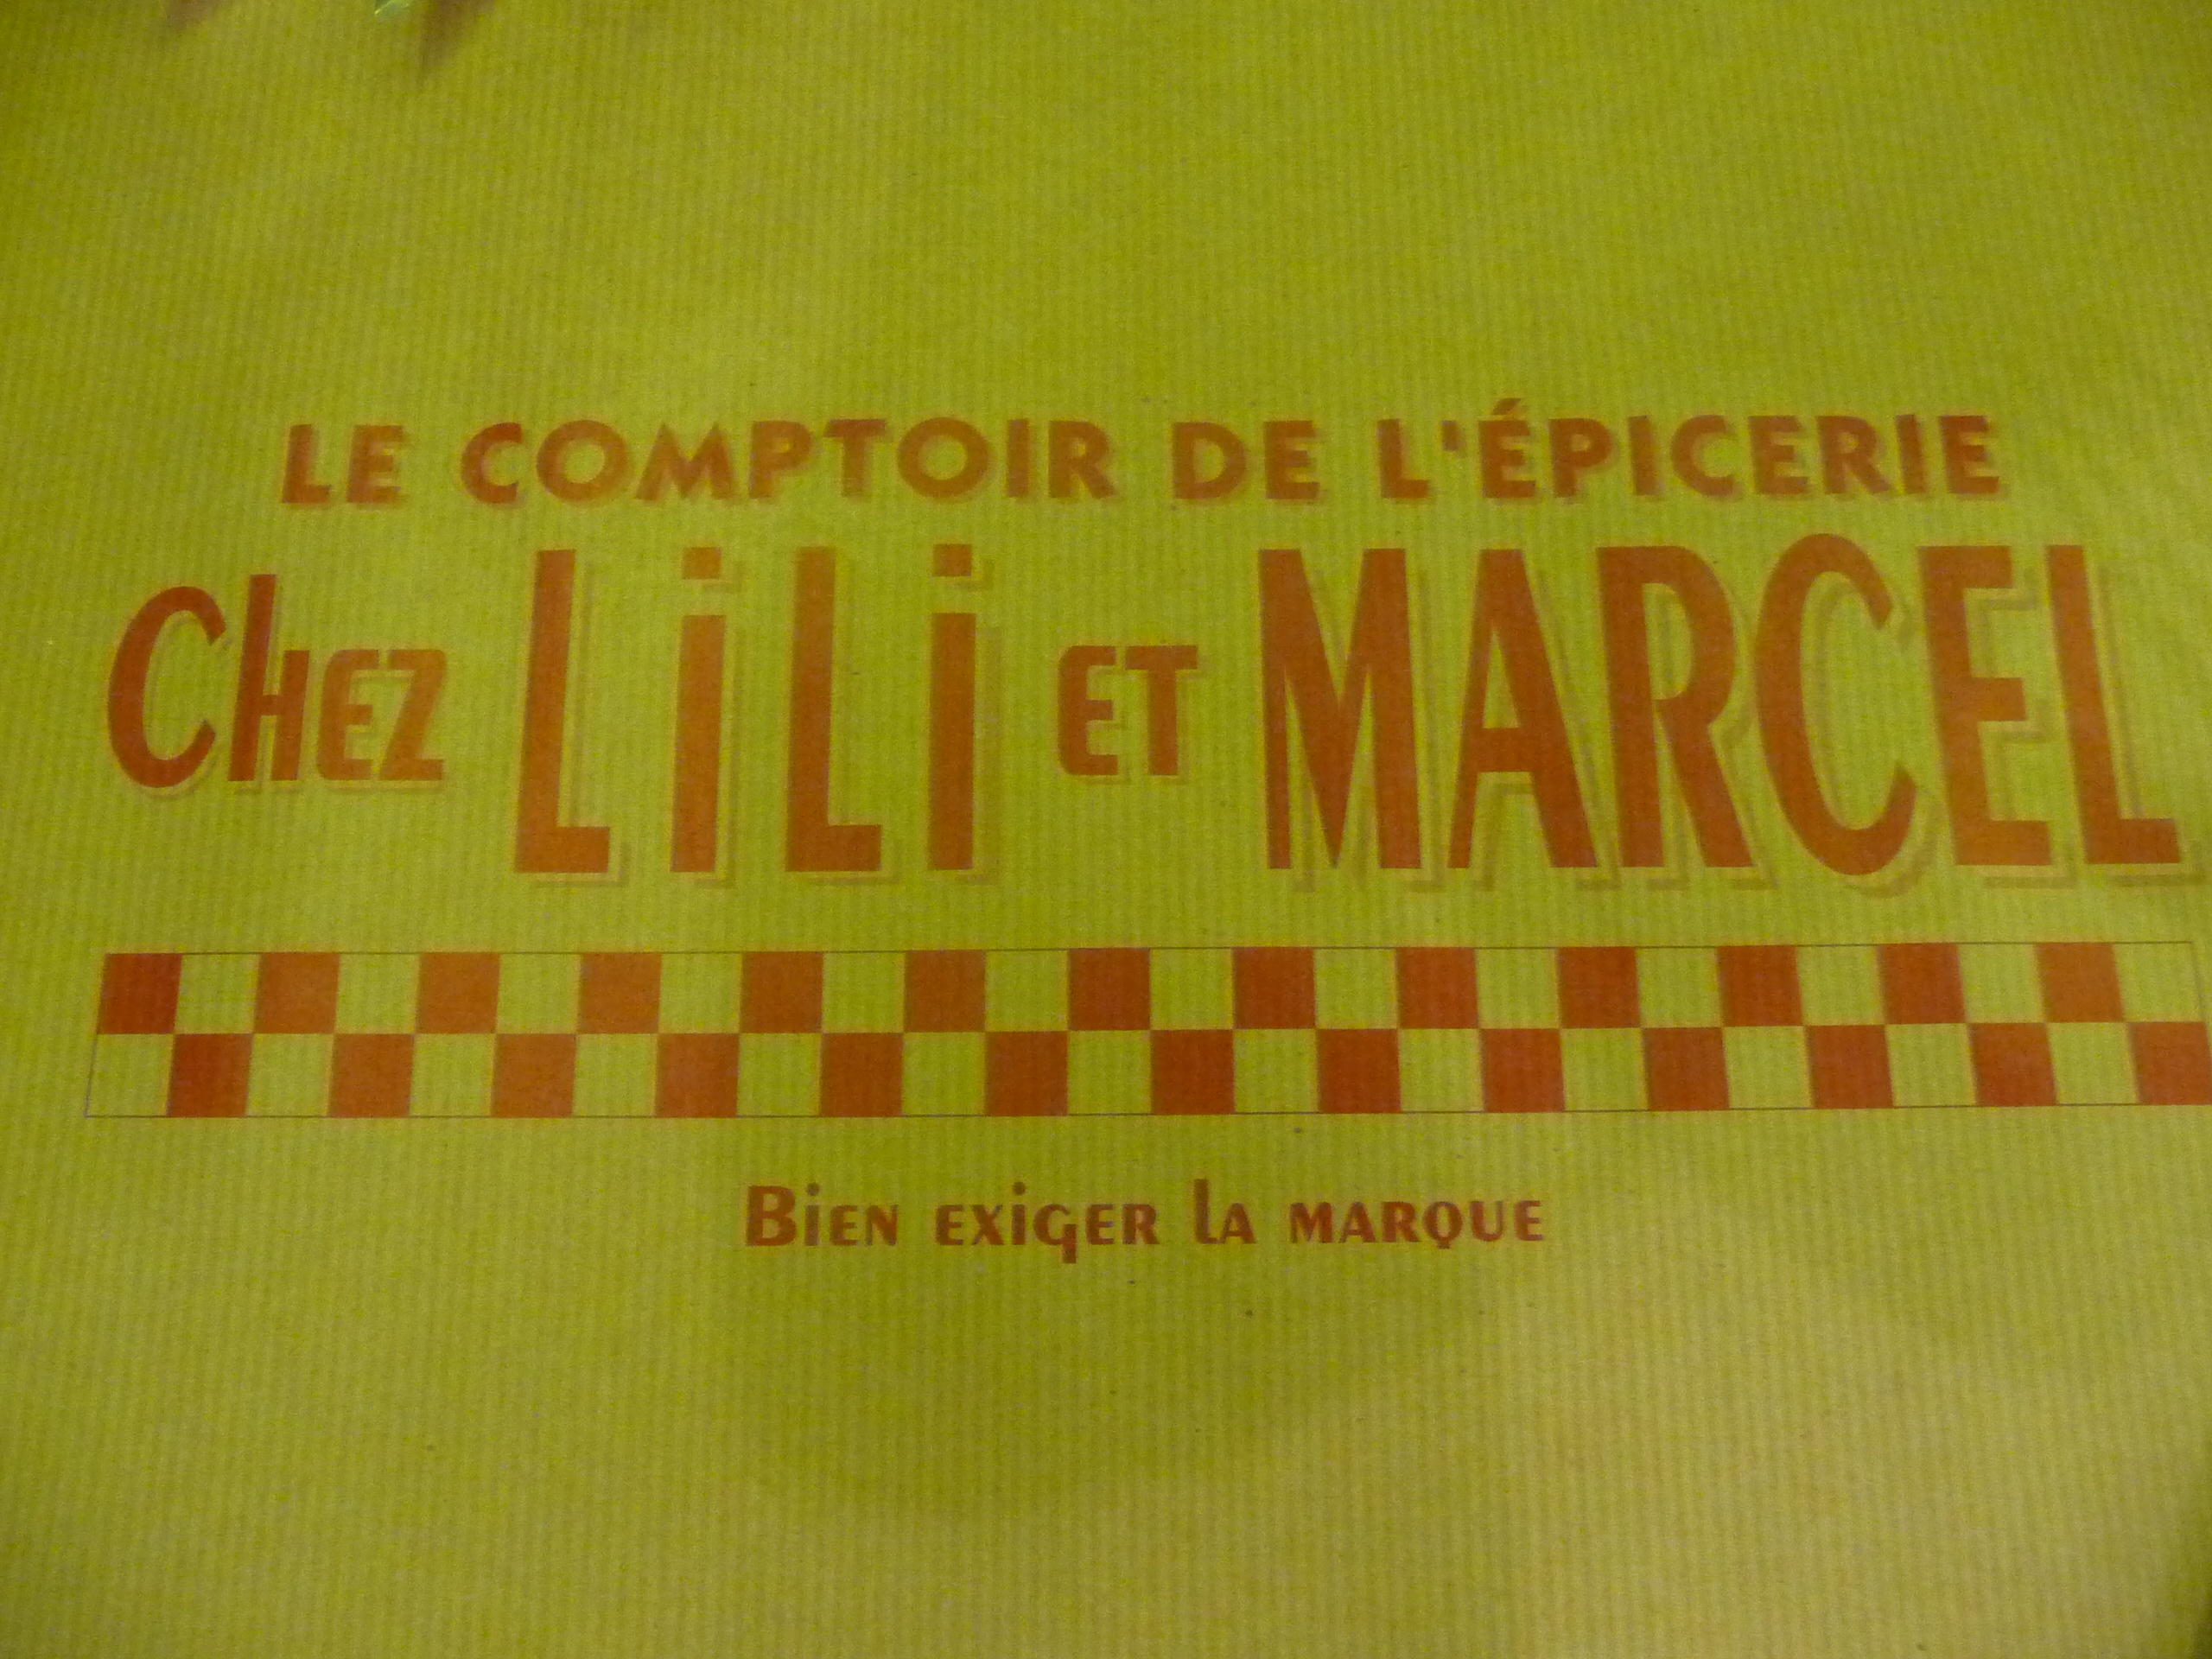 LE COMPTOIR DE L'ÉPICERIE
Chez LiLi ET MARCEL
Bien exiger la marque